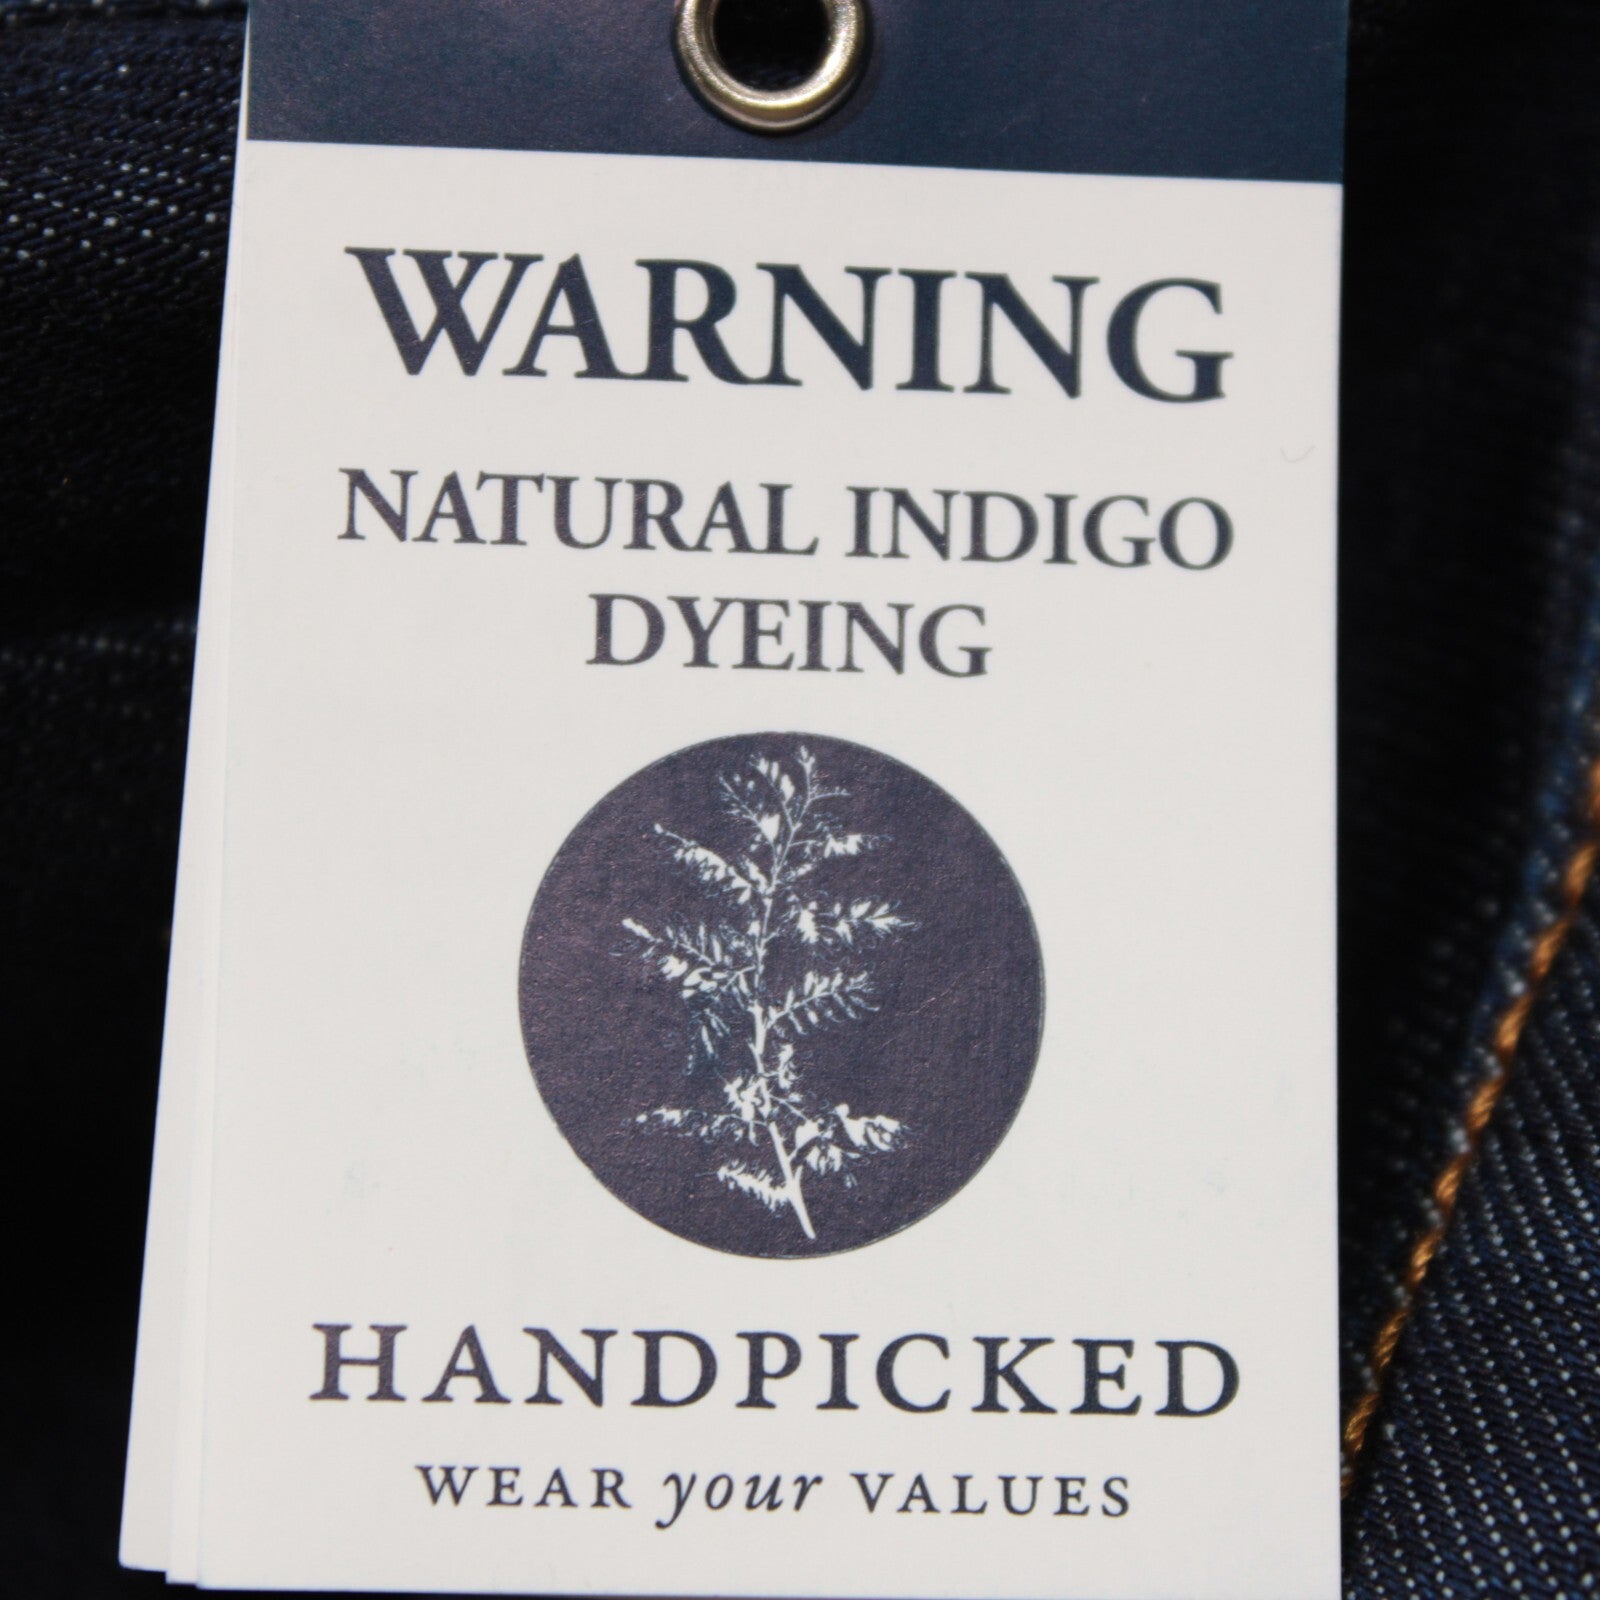 WARNING
NATURAL INDIGO
DYEING
HANDPICKED
WEAR your VALUES